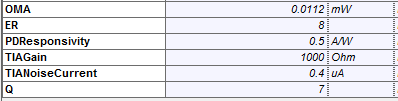 OMA 0.0112 mW
ER 8
PDResponsivity 0.5 A/W
TIAGain 1000 Ohm
TIANoiseCurrent 0.4 uA
Q 7